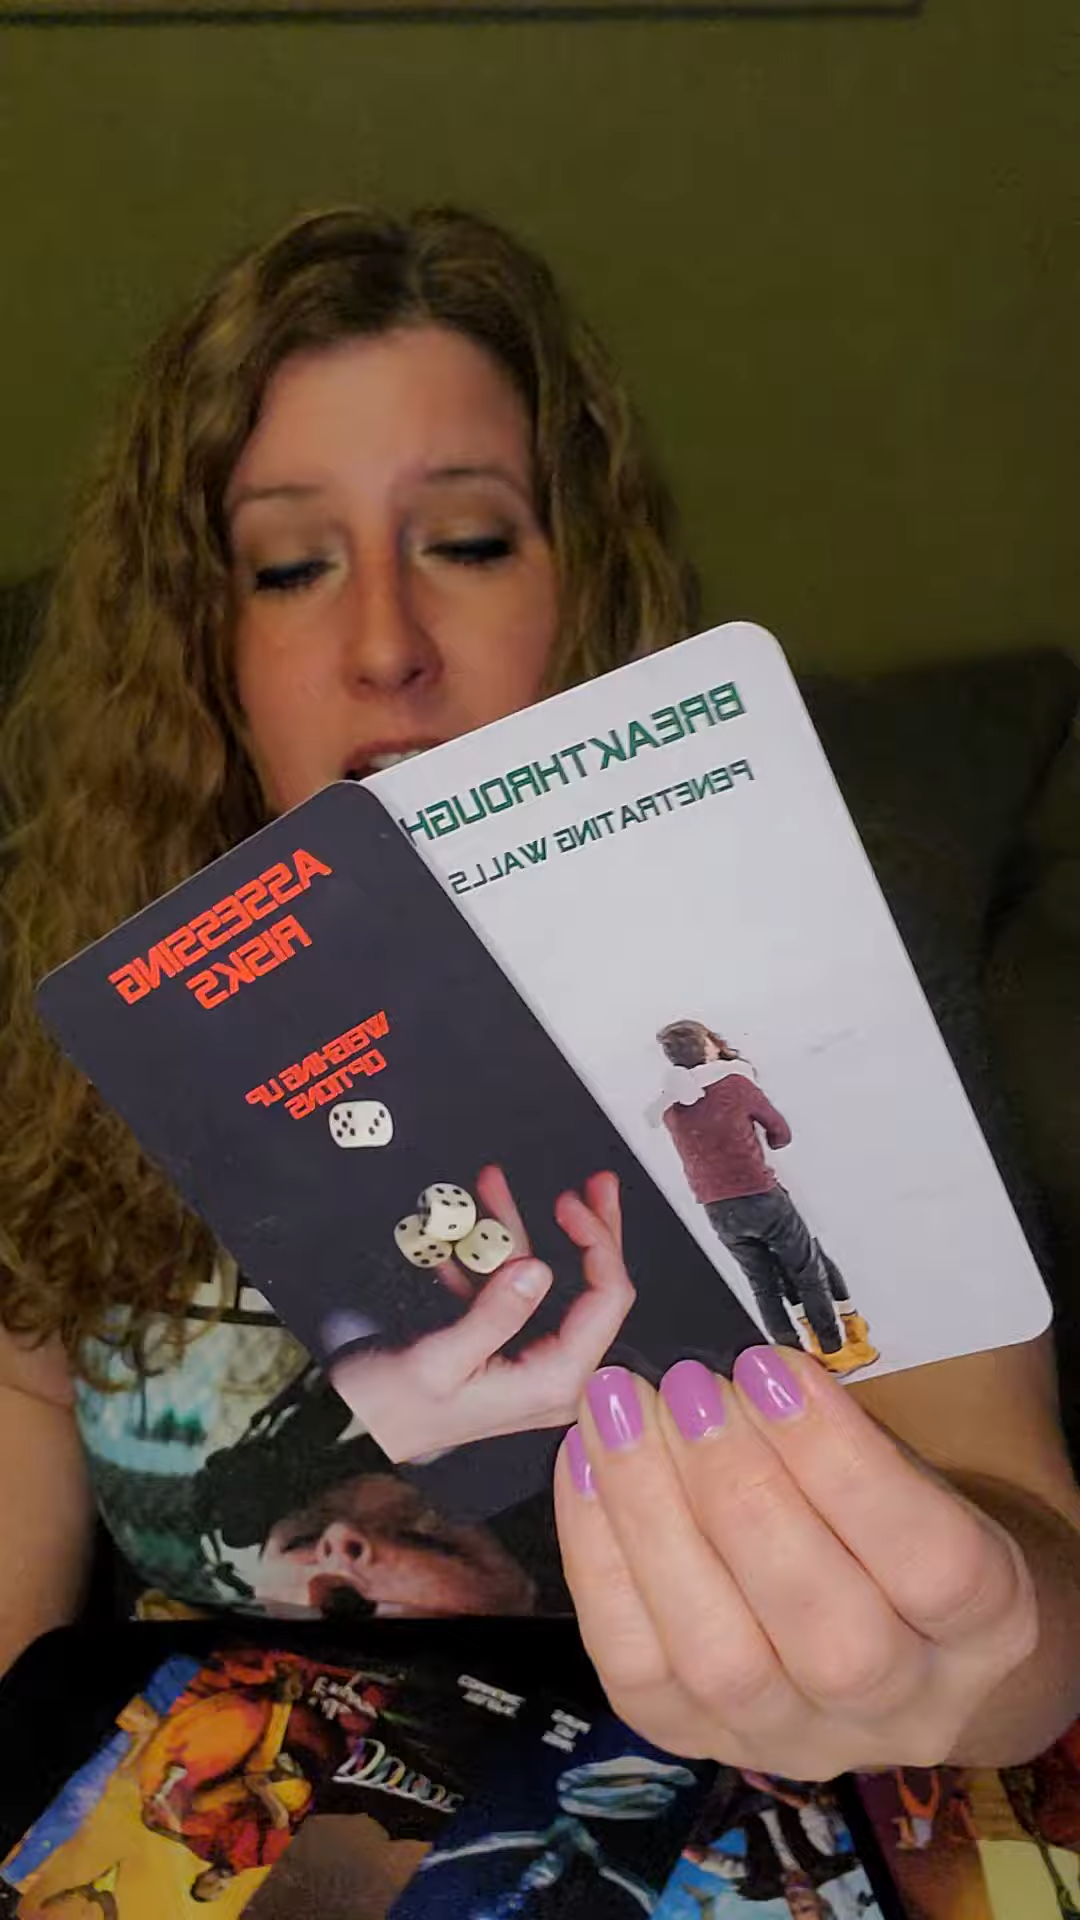 BREAKTHROUGH
PENETRATING WALLS
ASSESSING
RISKS
WEIGHING UP
OPTIONS